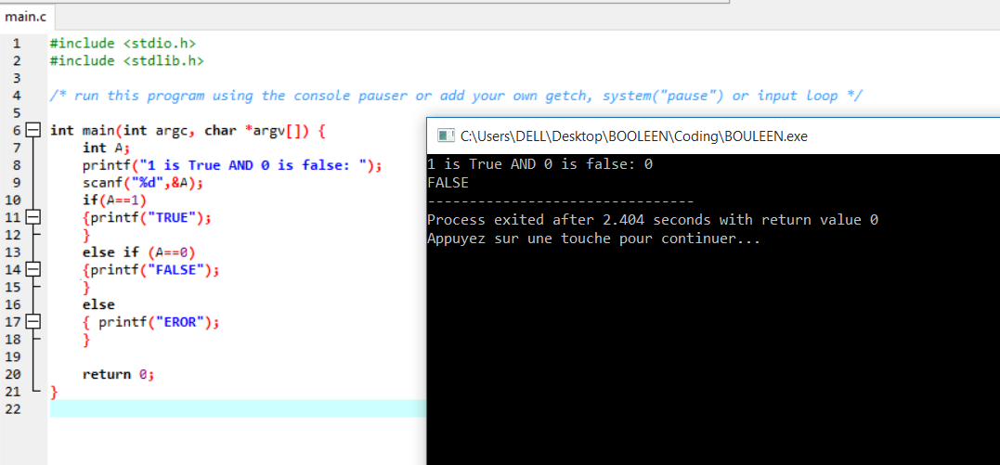 main.c
1 #include <stdio.h>
2 #include <stdlib.h>
3
4 /* run this program using the console pauser or add your own getch, system("pause") or input loop */
5
6 int main(int argc, char *argv[]) {
7 int A;
8 printf("1 is True AND 0 is false: ");
9 scanf("%d",&A);
10 if(A==1)
11 {printf("TRUE");
12 }
13 else if (A==0)
14 {printf("FALSE");
15 }
16 else
17 { printf("EROR");
18 }
19
20 return 0;
21 }
22
C:\Users\DELL\Desktop\BOOLEEN\Coding\BOULEEN.exe
1 is True AND 0 is false: 0
FALSE
--------------------------------
Process exited after 2.404 seconds with return value 0
Appuyez sur une touche pour continuer...